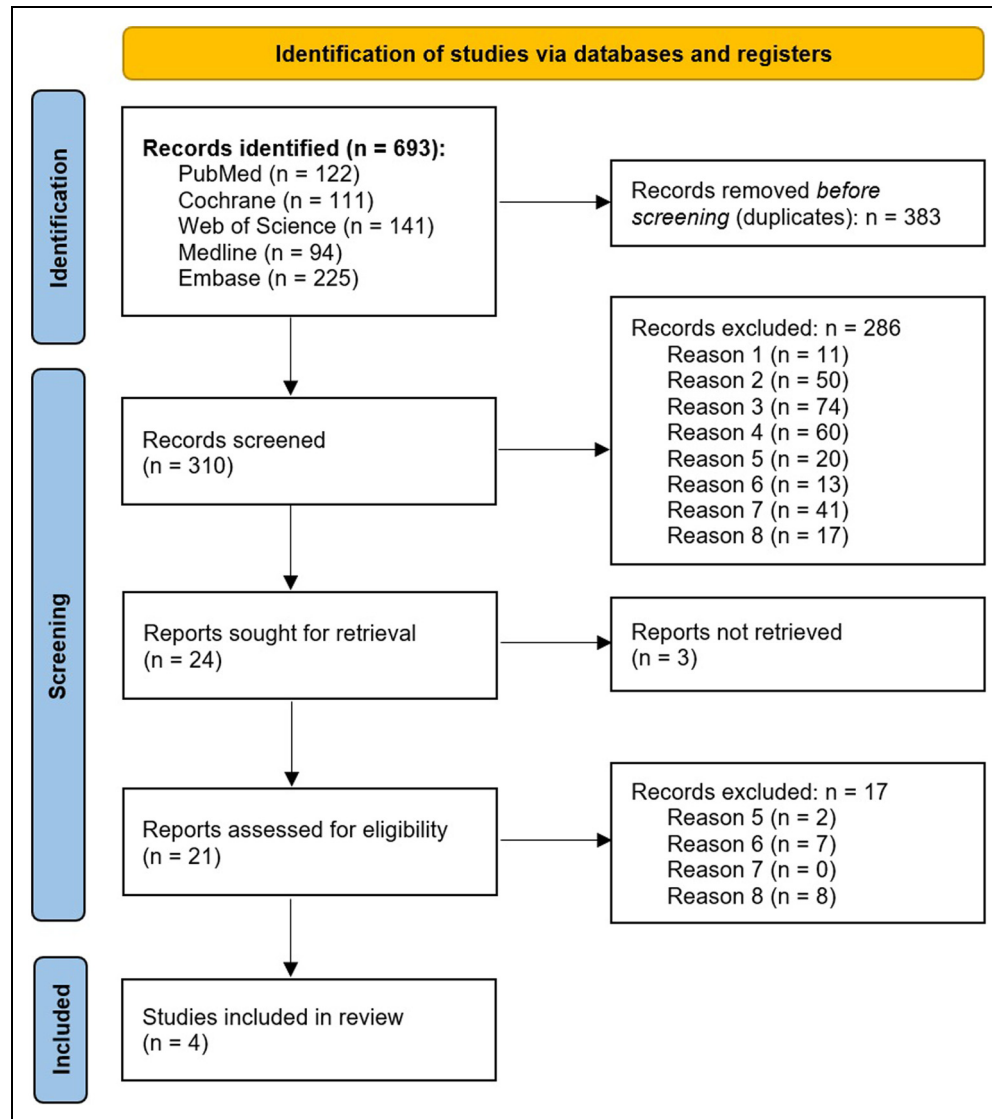 Identification of studies via databases and registers
Identification
Records identified (n = 693):
PubMed (n = 122)
Cochrane (n = 111)
Web of Science (n = 141)
Medline (n = 94)
Embase (n = 225)
Records removed before
screening (duplicates): n = 383
Screening
Records screened
(n = 310)
Records excluded: n = 286
Reason 1 (n = 11)
Reason 2 (n = 50)
Reason 3 (n = 74)
Reason 4 (n = 60)
Reason 5 (n = 20)
Reason 6 (n = 13)
Reason 7 (n = 41)
Reason 8 (n = 17)
Reports sought for retrieval
(n = 24)
Reports not retrieved
(n = 3)
Reports assessed for eligibility
(n = 21)
Records excluded: n = 17
Reason 5 (n = 2)
Reason 6 (n = 7)
Reason 7 (n = 0)
Reason 8 (n = 8)
Included
Studies included in review
(n = 4)